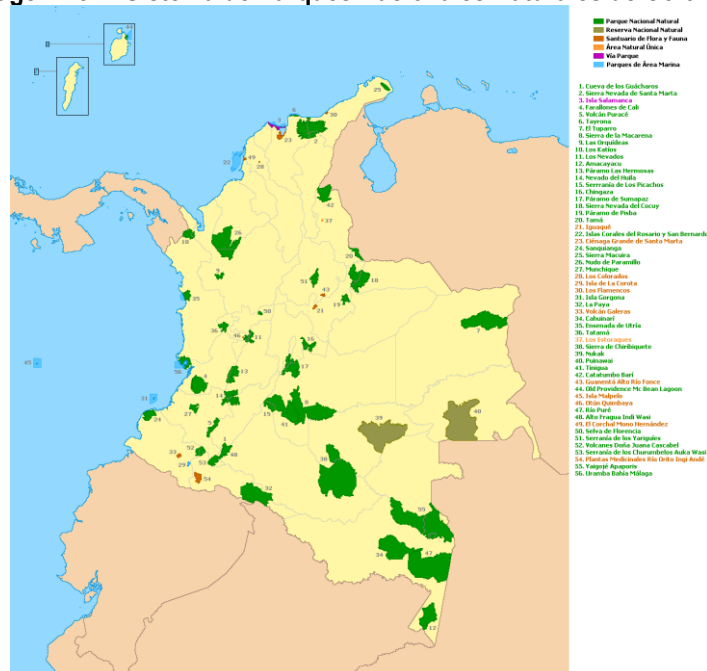 Parque Nacional Natural
Reserva Nacional Natural
Santuario de Flora y Fauna
Área Natural Única
Vía Parque
Parques de Área Marina
1. Cueva de los Guácharos
2. Sierra Nevada de Santa Marta
3. Isla Salamanca
4. Farallones de Cali
5. Volcán Puracé
6. Tayrona
7. El Tuparro
8. Sierra de la Macarena
9. Las Orquídeas
10. Los Katíos
11. Los Nevados
12. Amacayacu
13. Páramo Las Hermosas
14. Nevado del Huila
15. Serranía de Los Picachos
16. Chingaza
17. Páramo de Sumapaz
18. Sierra Nevada del Cocuy
19. Páramo de Pisba
20. Tamá
21. Iguaqué
22. Islas Corales del Rosario y San Bernardo
23. Ciénaga Grande de Santa Marta
24. Sanquianga
25. Sierra Macuira
26. Nudo de Paramillo
27. Munchique
28. Los Colorados
29. Isla de La Corota
30. Los Flamencos
31. Isla Gorgona
32. La Paya
33. Volcán Galeras
34. Cahuinarí
35. Ensenada de Utría
36. Tatamá
37. Los Estoraques
38. Sierra de Chiribiquete
39. Nukak
40. Puinawai
41. Tinigua
42. Catatumbo Barí
43. Guanentá Alto Río Fonce
44. Old Providence Mc Bean Lagoon
45. Isla Malpelo
46. Otún Quimbaya
47. Río Puré
48. Alto Fragua Indi Wasi
49. El Corchal Mono Hernández
50. Selva de Florencia
51. Serranía de los Yariguíes
52. Volcanes Doña Juana Cascabel
53. Serranía de los Churumbelos Auka Wasi
54. Plantas Medicinales Río Orito Ingi Andé
55. Yaigojé Apaporis
56. Uramba Bahía Málaga